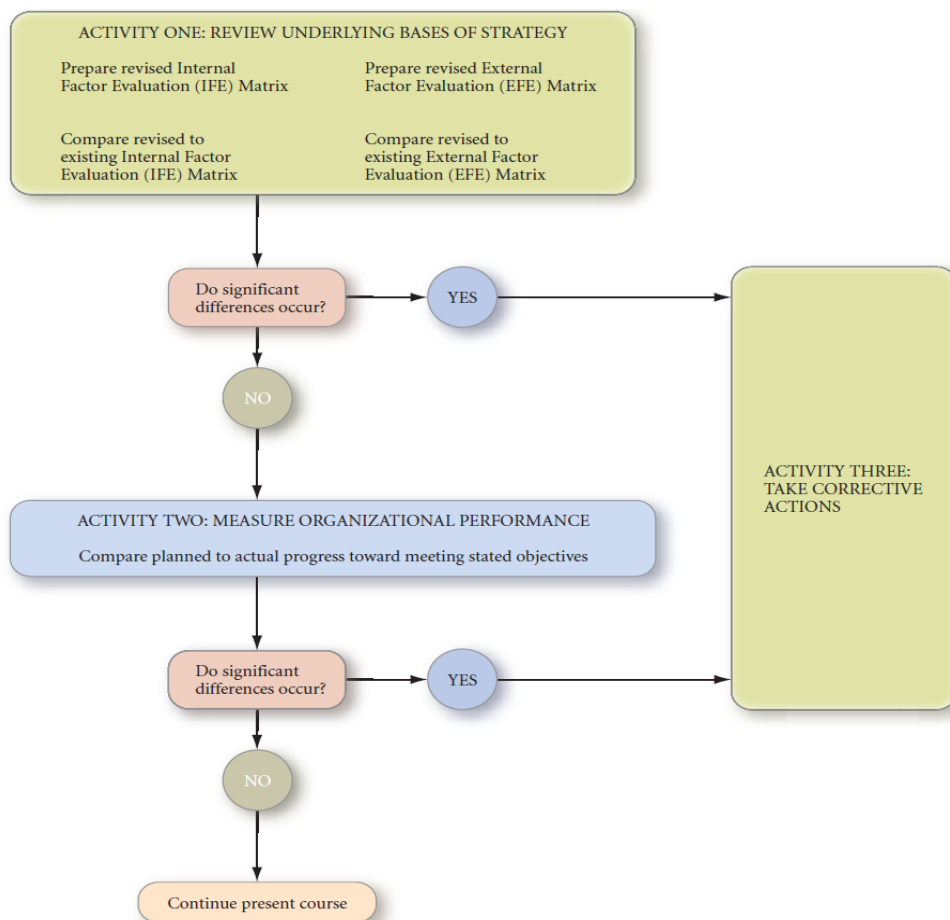 ACTIVITY ONE: REVIEW UNDERLYING BASES OF STRATEGY
Prepare revised Internal
Factor Evaluation (IFE) Matrix
Prepare revised External
Factor Evaluation (EFE) Matrix
Compare revised to
existing Internal Factor
Evaluation (IFE) Matrix
Compare revised to
existing External Factor
Evaluation (EFE) Matrix
Do significant
differences occur?
YES
NO
ACTIVITY THREE:
TAKE CORRECTIVE
ACTIONS
ACTIVITY TWO: MEASURE ORGANIZATIONAL PERFORMANCE
Compare planned to actual progress toward meeting stated objectives
Do significant
differences occur?
YES
NO
Continue present course